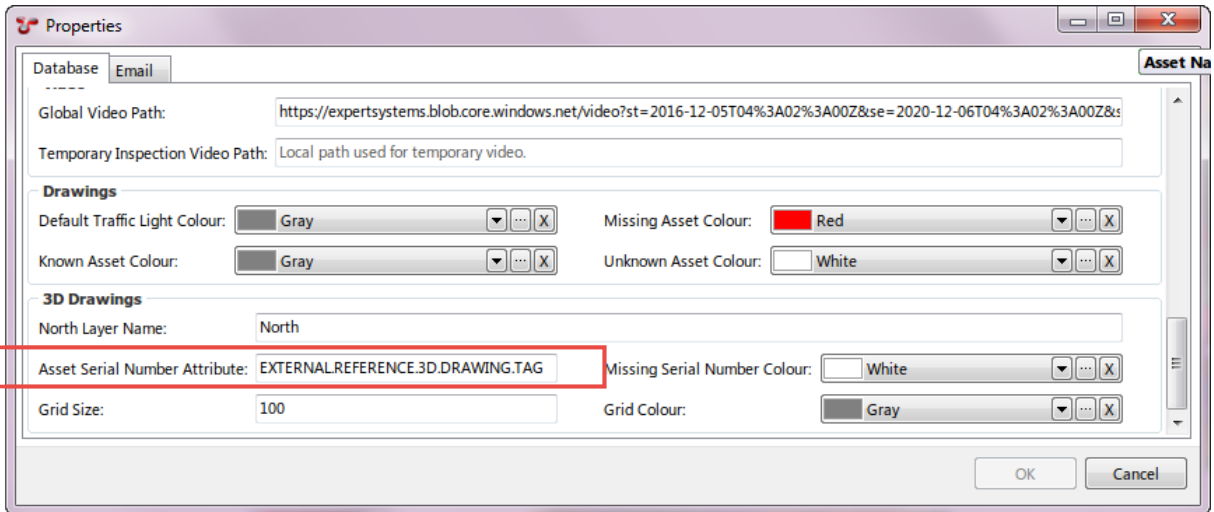 Properties
Database Email Asset Na
Global Video Path: https://expertsystems.blob.core.windows.net/video?st=2016-12-05T04%3A02%3A00Z&se=2020-12-06T04%3A02%3A00Z&s
Temporary Inspection Video Path: Local path used for temporary video.
Drawings
Default Traffic Light Colour: Gray ... X Missing Asset Colour: Red ... X
Known Asset Colour: Gray ... X Unknown Asset Colour: White ... X
3D Drawings
North Layer Name: North
Asset Serial Number Attribute: EXTERNAL.REFERENCE.3D.DRAWING.TAG Missing Serial Number Colour: White ... X
Grid Size: 100 Grid Colour: Gray ... X
OK Cancel